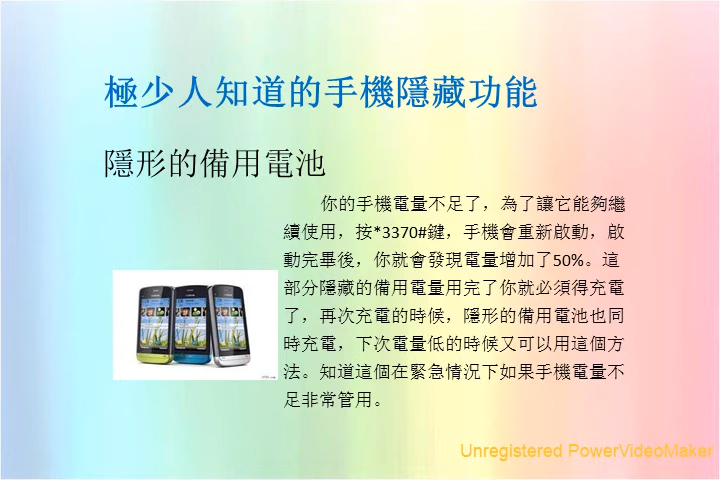 極少人知道的手機隱藏功能
隱形的備用電池
你的手機電量不足了，為了讓它能夠繼
續使用，按*3370#鍵，手機會重新啟動，啟
動完畢後，你就會發現電量增加了50%。這
部分隱藏的備用電量用完了你就必須得充電
了，再次充電的時候，隱形的備用電池也同
時充電，下次電量低的時候又可以用這個方
法。知道這個在緊急情況下如果手機電量不
足非常管用。
Unregistered PowerVideoMaker